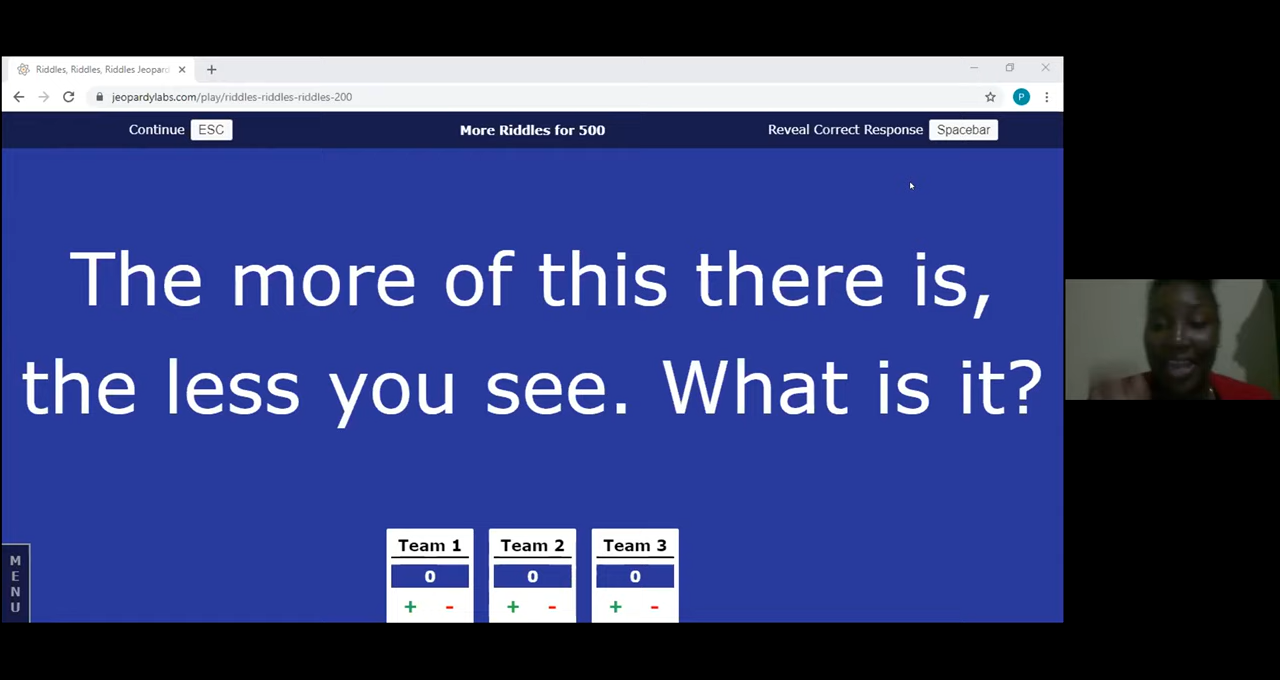 Riddles, Riddles, Riddles Jeopard
jeopardylabs.com/play/riddles-riddles-riddles-200
P
Continue ESC
More Riddles for 500
Reveal Correct Response Spacebar
The more of this there is,
the less you see. What is it?
MENU
Team 1 Team 2 Team 3
0 0 0
+ - + - + -